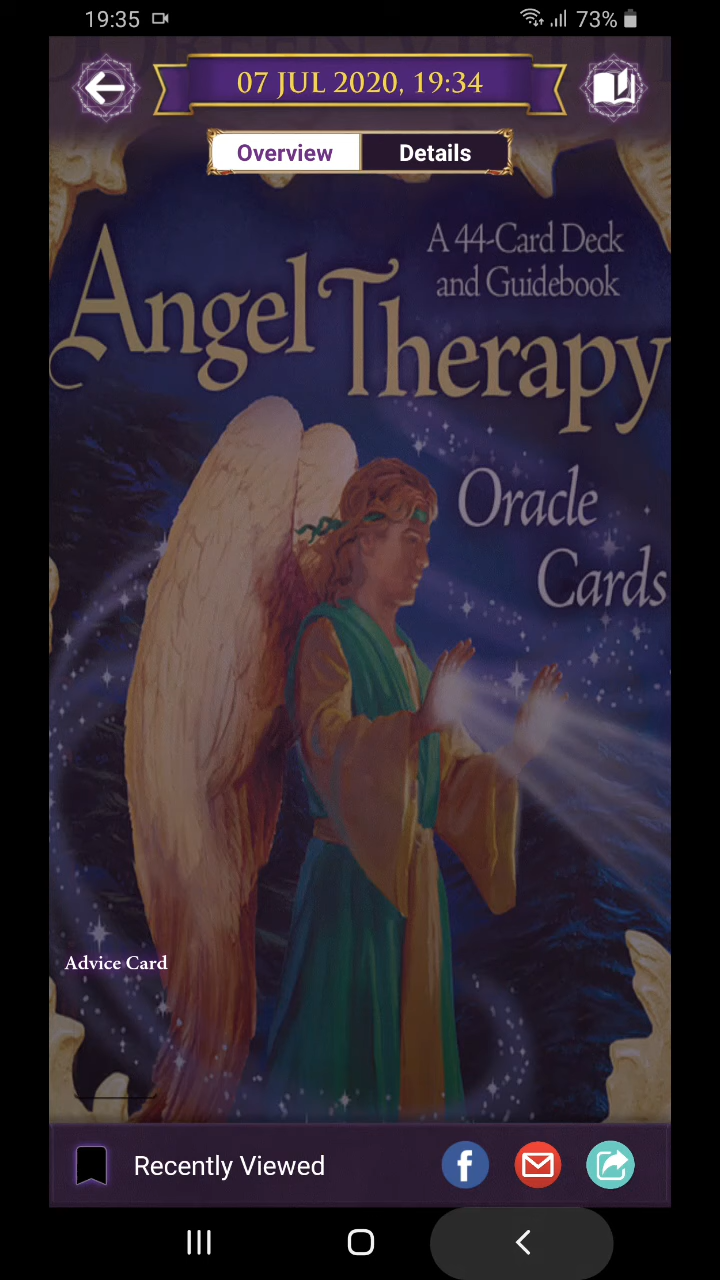 19:35
73%
07 JUL 2020, 19:34
Overview
Details
A 44-Card Deck
and Guidebook
Angel Therapy
Oracle
Cards
Advice Card
Recently Viewed